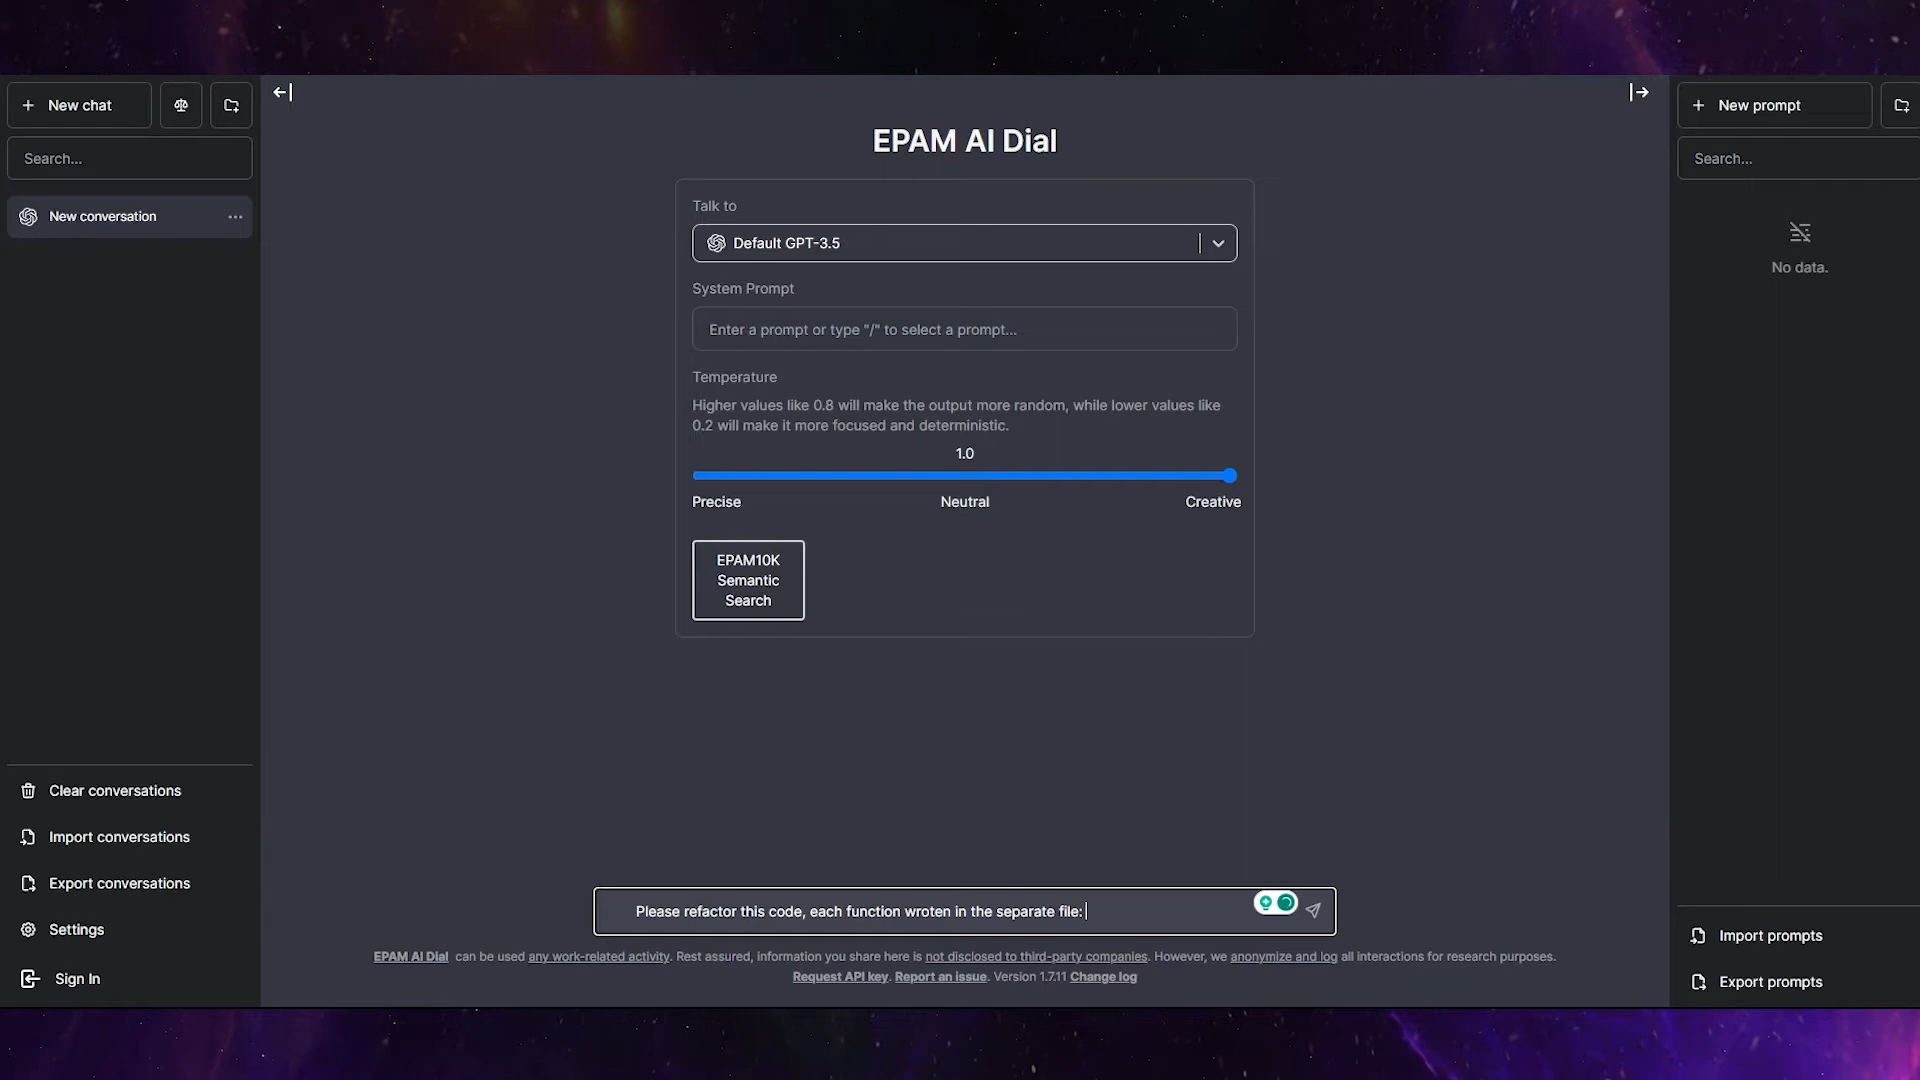 New chat
Search...
New conversation
Clear conversations
Import conversations
Export conversations
Settings
Sign In
EPAM AI Dial
Talk to
Default GPT-3.5
System Prompt
Enter a prompt or type "/" to select a prompt...
Temperature
Higher values like 0.8 will make the output more random, while lower values like
0.2 will make it more focused and deterministic.
1.0
Precise Neutral Creative
EPAM10K
Semantic
Search
Please refactor this code, each function wroten in the separate file:
EPAM AI Dial can be used any work-related activity. Rest assured, information you share here is not disclosed to third-party companies. However, we anonymize and log all interactions for research purposes.
Request API key. Report an issue. Version 1.7.11 Change log
New prompt
Search...
No data.
Import prompts
Export prompts